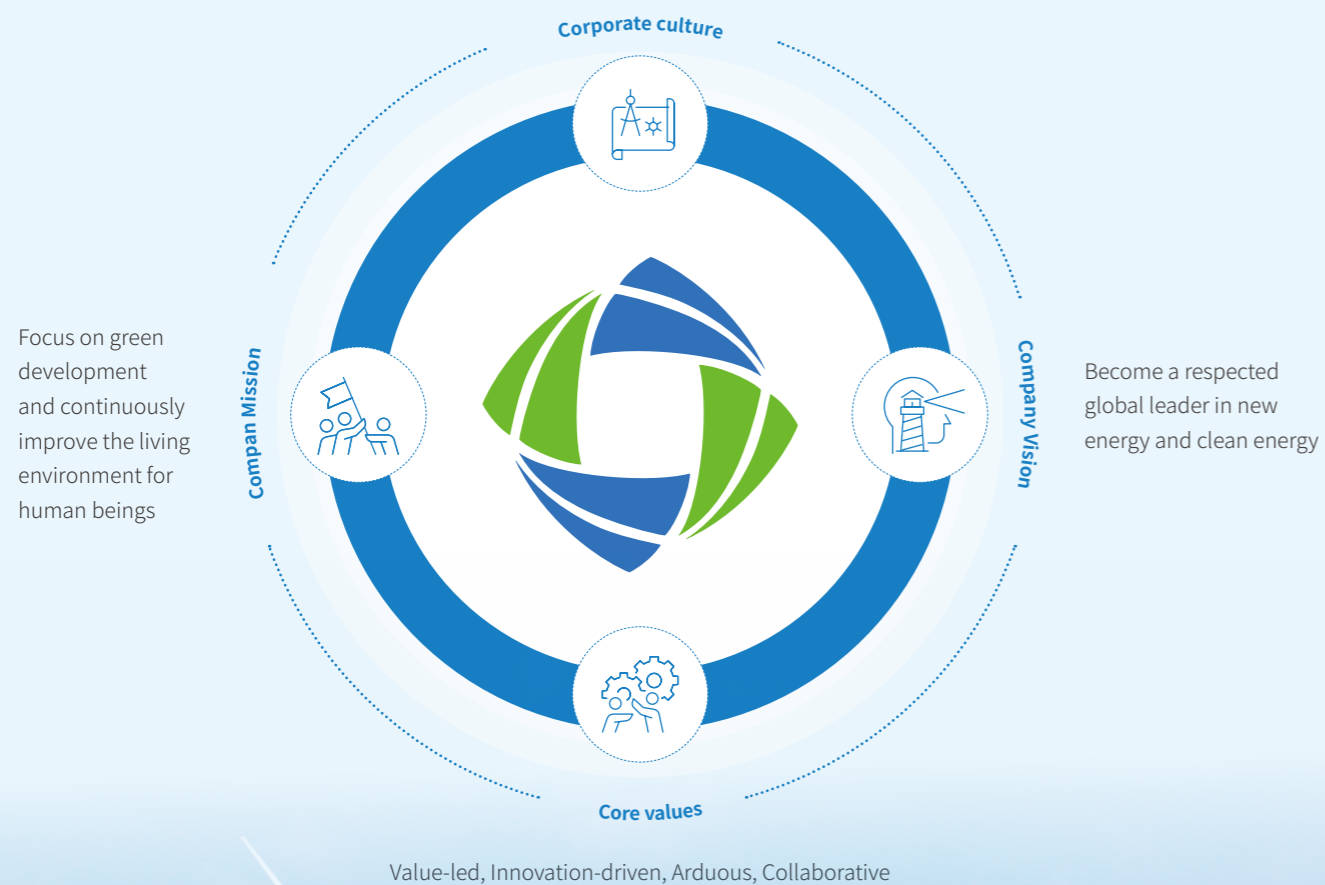 Corporate culture
Focus on green
development
and continuously
improve the living
environment for
human beings
Compan Mission
Company Vision
Become a respected
global leader in new
energy and clean energy
Core values
Value-led, Innovation-driven, Arduous, Collaborative